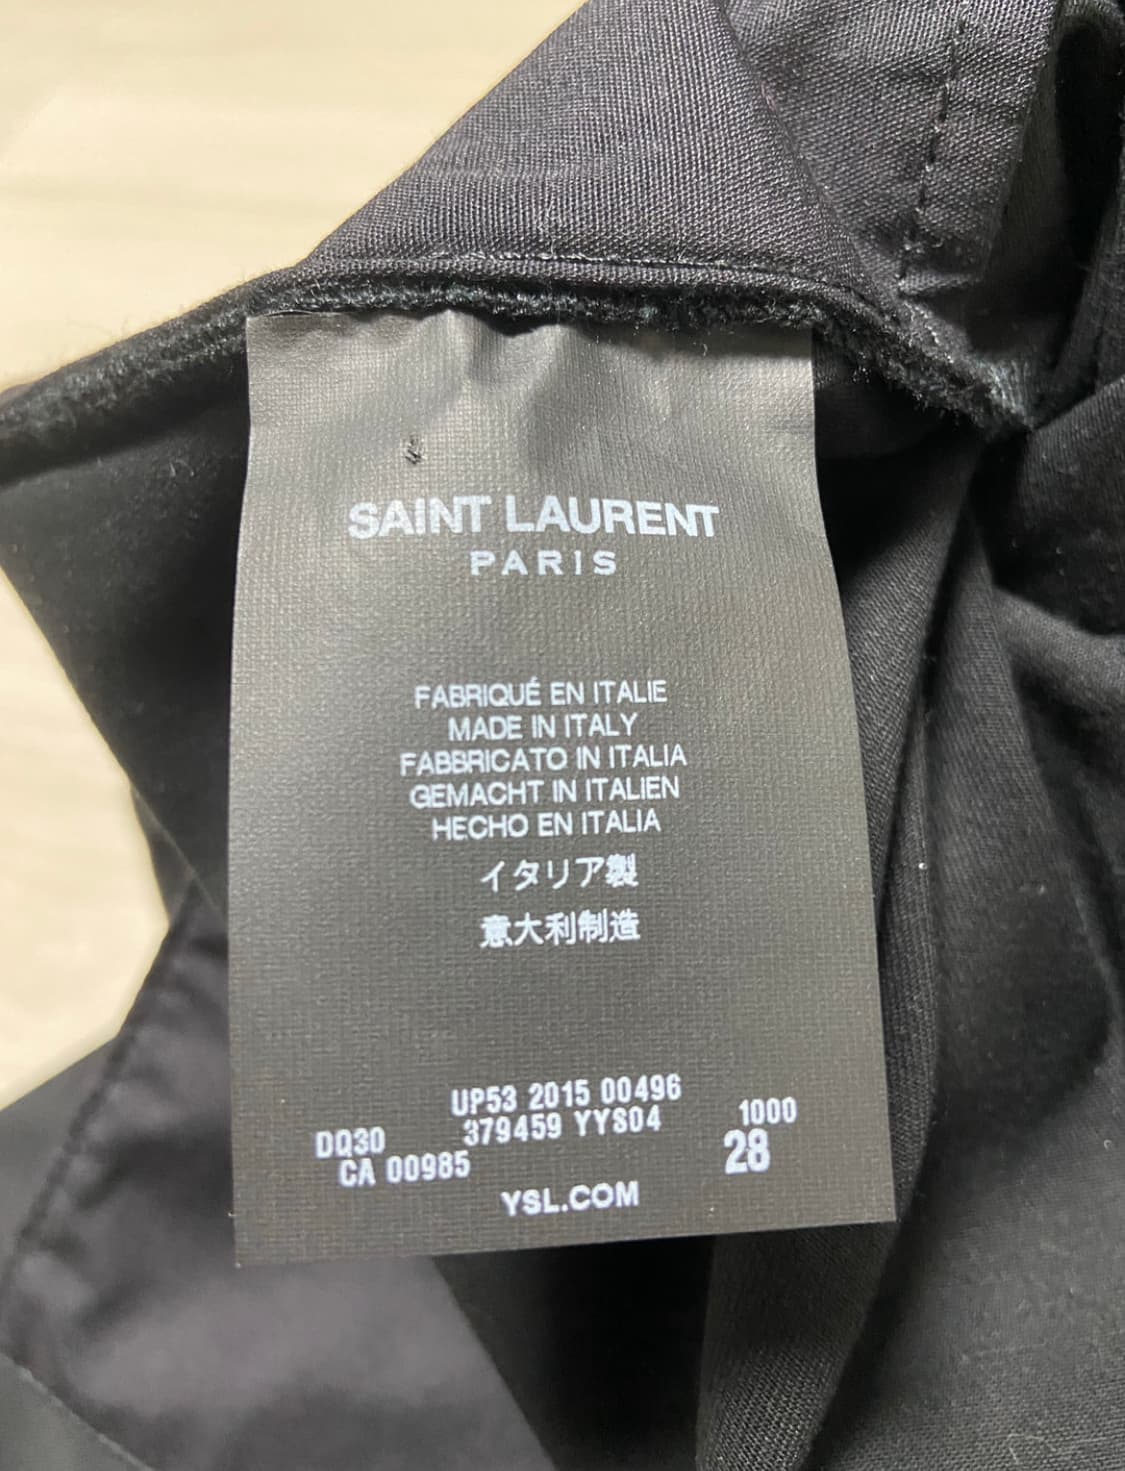 SAINT LAURENT
PARIS
FABRIQUÉ EN ITALIE
MADE IN ITALY
FABBRICATO IN ITALIA
GEMACHT IN ITALIEN
HECHO EN ITALIA
イタリア製
意大利制造
UP53 2015 00496
DQ30 379459 YYS04 1000
CA 00985 28
YSL.COM